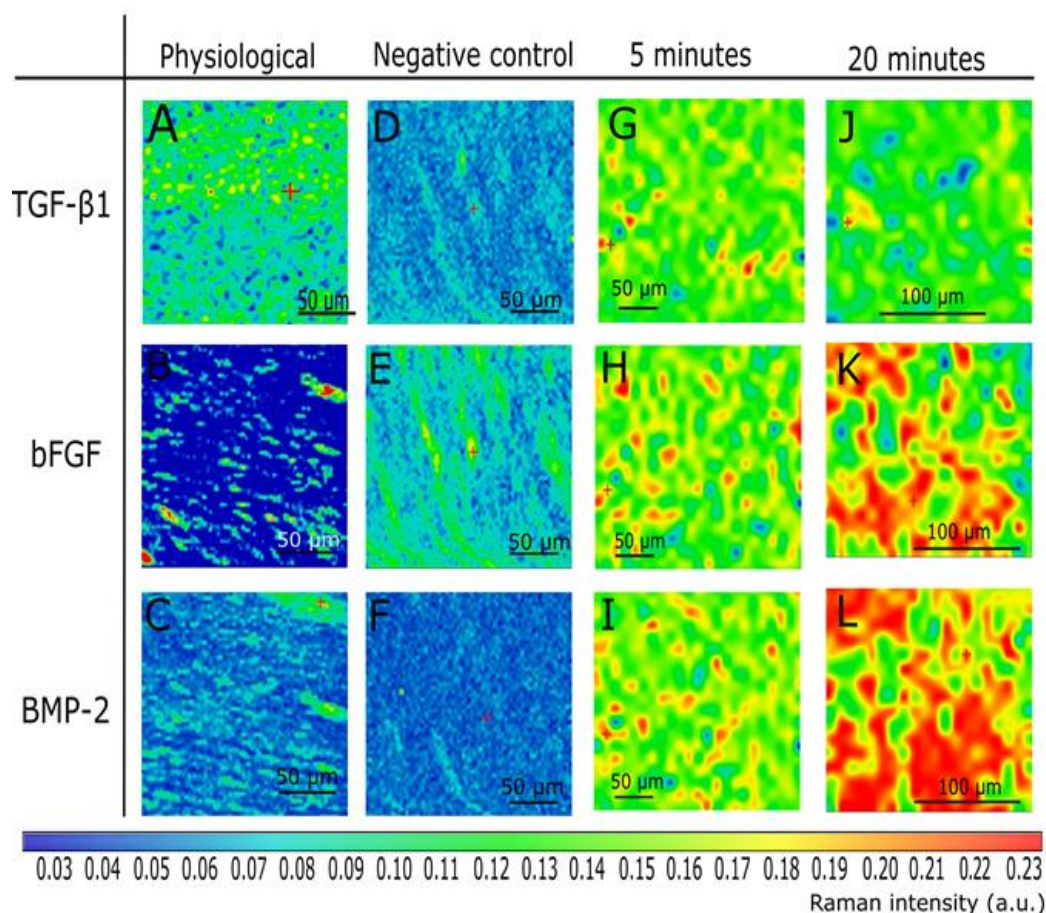 Physiological Negative control 5 minutes 20 minutes
TGF-β1
A D G J
50 µm 50 µm 50 µm 100 µm
bFGF
B E H K
50 µm 50 µm 50 µm 100 µm
BMP-2
C F I L
50 µm 50 µm 50 µm 100 µm
0.03 0.04 0.05 0.06 0.07 0.08 0.09 0.10 0.11 0.12 0.13 0.14 0.15 0.16 0.17 0.18 0.19 0.20 0.21 0.22 0.23
Raman intensity (a.u.)